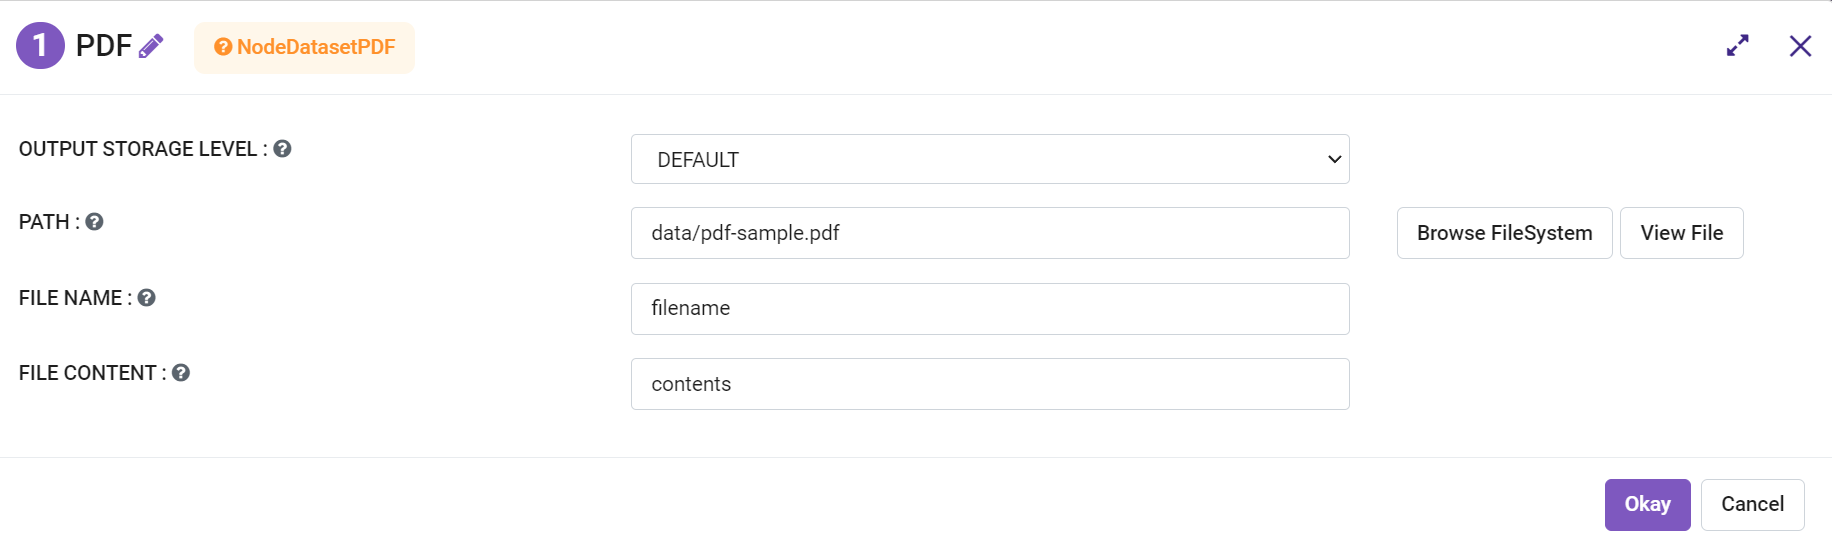 1 PDF NodeDatasetPDF
OUTPUT STORAGE LEVEL : DEFAULT
PATH : data/pdf-sample.pdf Browse FileSystem View File
FILE NAME : filename
FILE CONTENT : contents
Okay Cancel